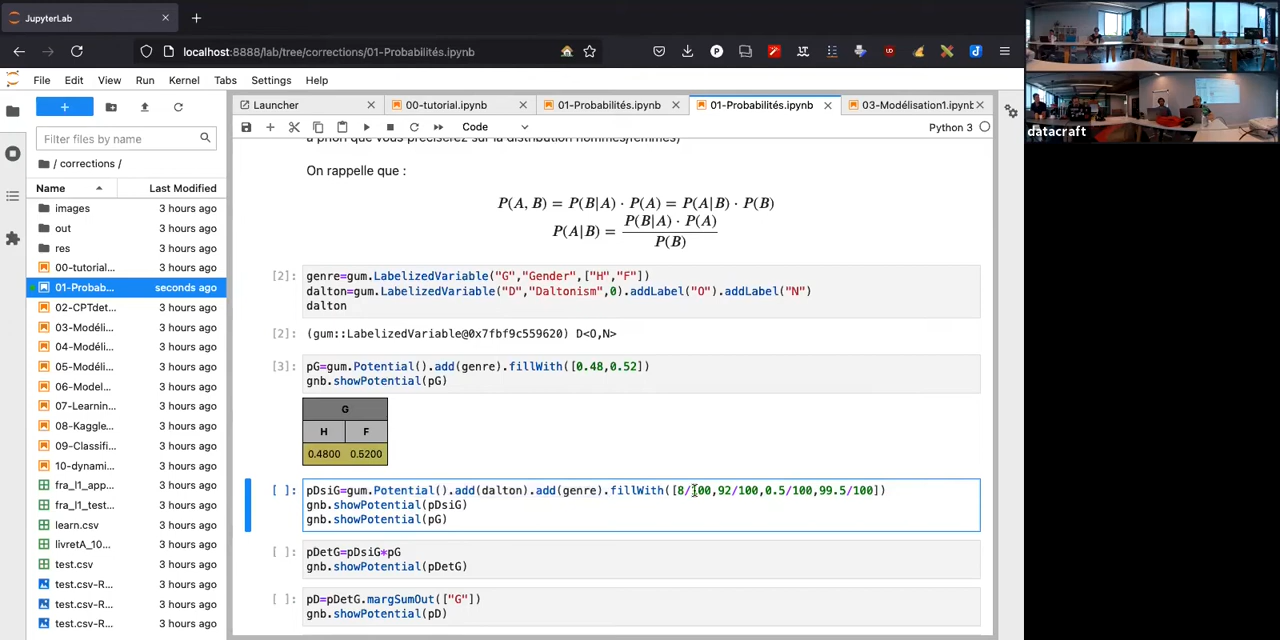 JupyterLab
localhost:8888/lab/tree/corrections/01-Probabilités.ipynb
File Edit View Run Kernel Tabs Settings Help
Filter files by name
/ corrections /
Name Last Modified
images 3 hours ago
out 3 hours ago
res 3 hours ago
00-tutorial... 3 hours ago
01-Probab... seconds ago
02-CPTdet... 3 hours ago
03-Modéli... 3 hours ago
04-Modéli... 3 hours ago
05-Modéli... 3 hours ago
06-Model... 3 hours ago
07-Learnin... 3 hours ago
08-Kaggle... 3 hours ago
09-Classifi... 3 hours ago
10-dynami... 3 hours ago
fra_l1_app... 3 hours ago
fra_l1_test... 3 hours ago
learn.csv 3 hours ago
livretA_10... 3 hours ago
test.csv 3 hours ago
test.csv-R... 3 hours ago
test.csv-R... 3 hours ago
test.csv-R... 3 hours ago
Launcher
00-tutorial.ipynb
01-Probabilités.ipynb
01-Probabilités.ipynb
03-Modélisation1.ipynb
Code
Python 3
a priori que vous préciserez sur la distribution hommes/femmes)
On rappelle que :
P(A, B) = P(B|A) · P(A) = P(A|B) · P(B)
P(A|B) = P(B|A) · P(A)
P(B)
[2]: genre=gum.LabelizedVariable("G","Gender",["H","F"])
dalton=gum.LabelizedVariable("D","Daltonism",0).addLabel("O").addLabel("N")
dalton
[2]: (gum::LabelizedVariable@0x7fbf9c559620) D<O,N>
[3]: pG=gum.Potential().add(genre).fillWith([0.48,0.52])
gnb.showPotential(pG)
G
H F
0.4800 0.5200
[ ]: pDsiG=gum.Potential().add(dalton).add(genre).fillWith([8/100,92/100,0.5/100,99.5/100])
gnb.showPotential(pDsiG)
gnb.showPotential(pG)
[ ]: pDetG=pDsiG*pG
gnb.showPotential(pDetG)
[ ]: pD=pDetG.margSumOut(["G"])
gnb.showPotential(pD)
datacraft